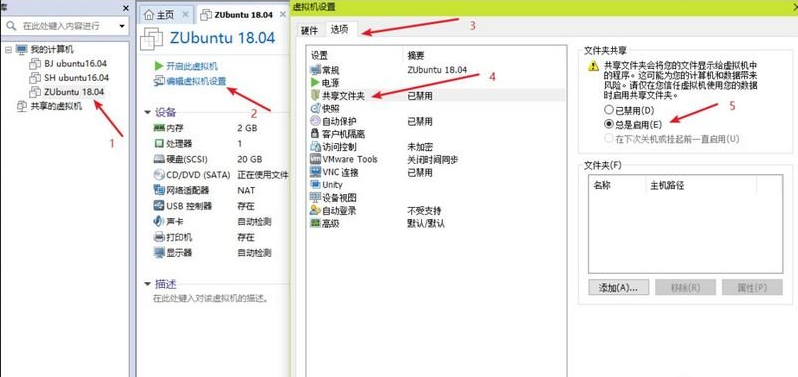 库
在此处键入内容进行
我的计算机
BJ ubuntu16.04
SH ubuntu16.04
ZUbuntu 18.04
共享的虚拟机
1
主页
ZUbuntu 18.04
ZUbuntu 18.04
开启此虚拟机
编辑虚拟机设置
2
设备
内存 2 GB
处理器 1
硬盘(SCSI) 20 GB
CD/DVD (SATA) 正在使用文件
网络适配器 NAT
USB 控制器 存在
声卡 自动检测
打印机 存在
显示器 自动检测
描述
在此处键入对该虚拟机的描述。
虚拟机设置
硬件 选项
3
设置 摘要
常规 ZUbuntu 18.04
电源
共享文件夹 已禁用
4
快照
自动保护 已禁用
客户机隔离
访问控制 未加密
VMware Tools 关闭时间同步
VNC 连接 已禁用
Unity
设备视图
自动登录 不受支持
高级 默认/默认
文件夹共享
共享文件夹会将您的文件显示给虚拟机中
的程序。这可能为您的计算机和数据带来
风险。请仅在您信任虚拟机使用您的数据
时启用共享文件夹。
已禁用(D)
总是启用(E)
5
在下次关机或挂起前一直启用(U)
文件夹(F)
名称 主机路径
添加(A)... 移除(R) 属性(P)